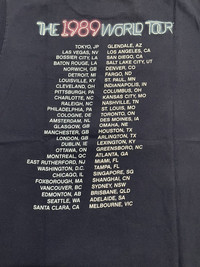 THE 1989 WORLD TOUR
TOKYO, JP
LAS VEGAS, NV
BOSSIER CITY, LA
BATON ROUGE, LA
NORWICH, GB
DETROIT, MI
LOUISVILLE, KY
CLEVELAND, OH
PITTSBURGH, PA
CHARLOTTE, NC
RALEIGH, NC
PHILADELPHIA, PA
COLOGNE, DE
AMSTERDAM, NL
GLASGOW, GB
MANCHESTER, GB
LONDON, GB
DUBLIN, IE
OTTAWA, ON
MONTREAL, QC
EAST RUTHERFORD, NJ
WASHINGTON, D.C.
CHICAGO, IL
FOXBOROUGH, MA
VANCOUVER, BC
EDMONTON, AB
SEATTLE, WA
SANTA CLARA, CA
GLENDALE, AZ
LOS ANGELES, CA
SAN DIEGO, CA
SALT LAKE CITY, UT
DENVER, CO
FARGO, ND
ST. PAUL, MN
INDIANAPOLIS, IN
COLUMBUS, OH
KANSAS CITY, MO
NASHVILLE, TN
ST. LOUIS, MO
TORONTO, ON
DES MOINES, IA
OMAHA, NE
HOUSTON, TX
ARLINGTON, TX
LEXINGTON, KY
GREENSBORO, NC
ATLANTA, GA
MIAMI, FL
TAMPA, FL
SINGAPORE, SG
SHANGHAI, CN
SYDNEY, NSW
BRISBANE, QLD
ADELAIDE, SA
MELBOURNE, VIC